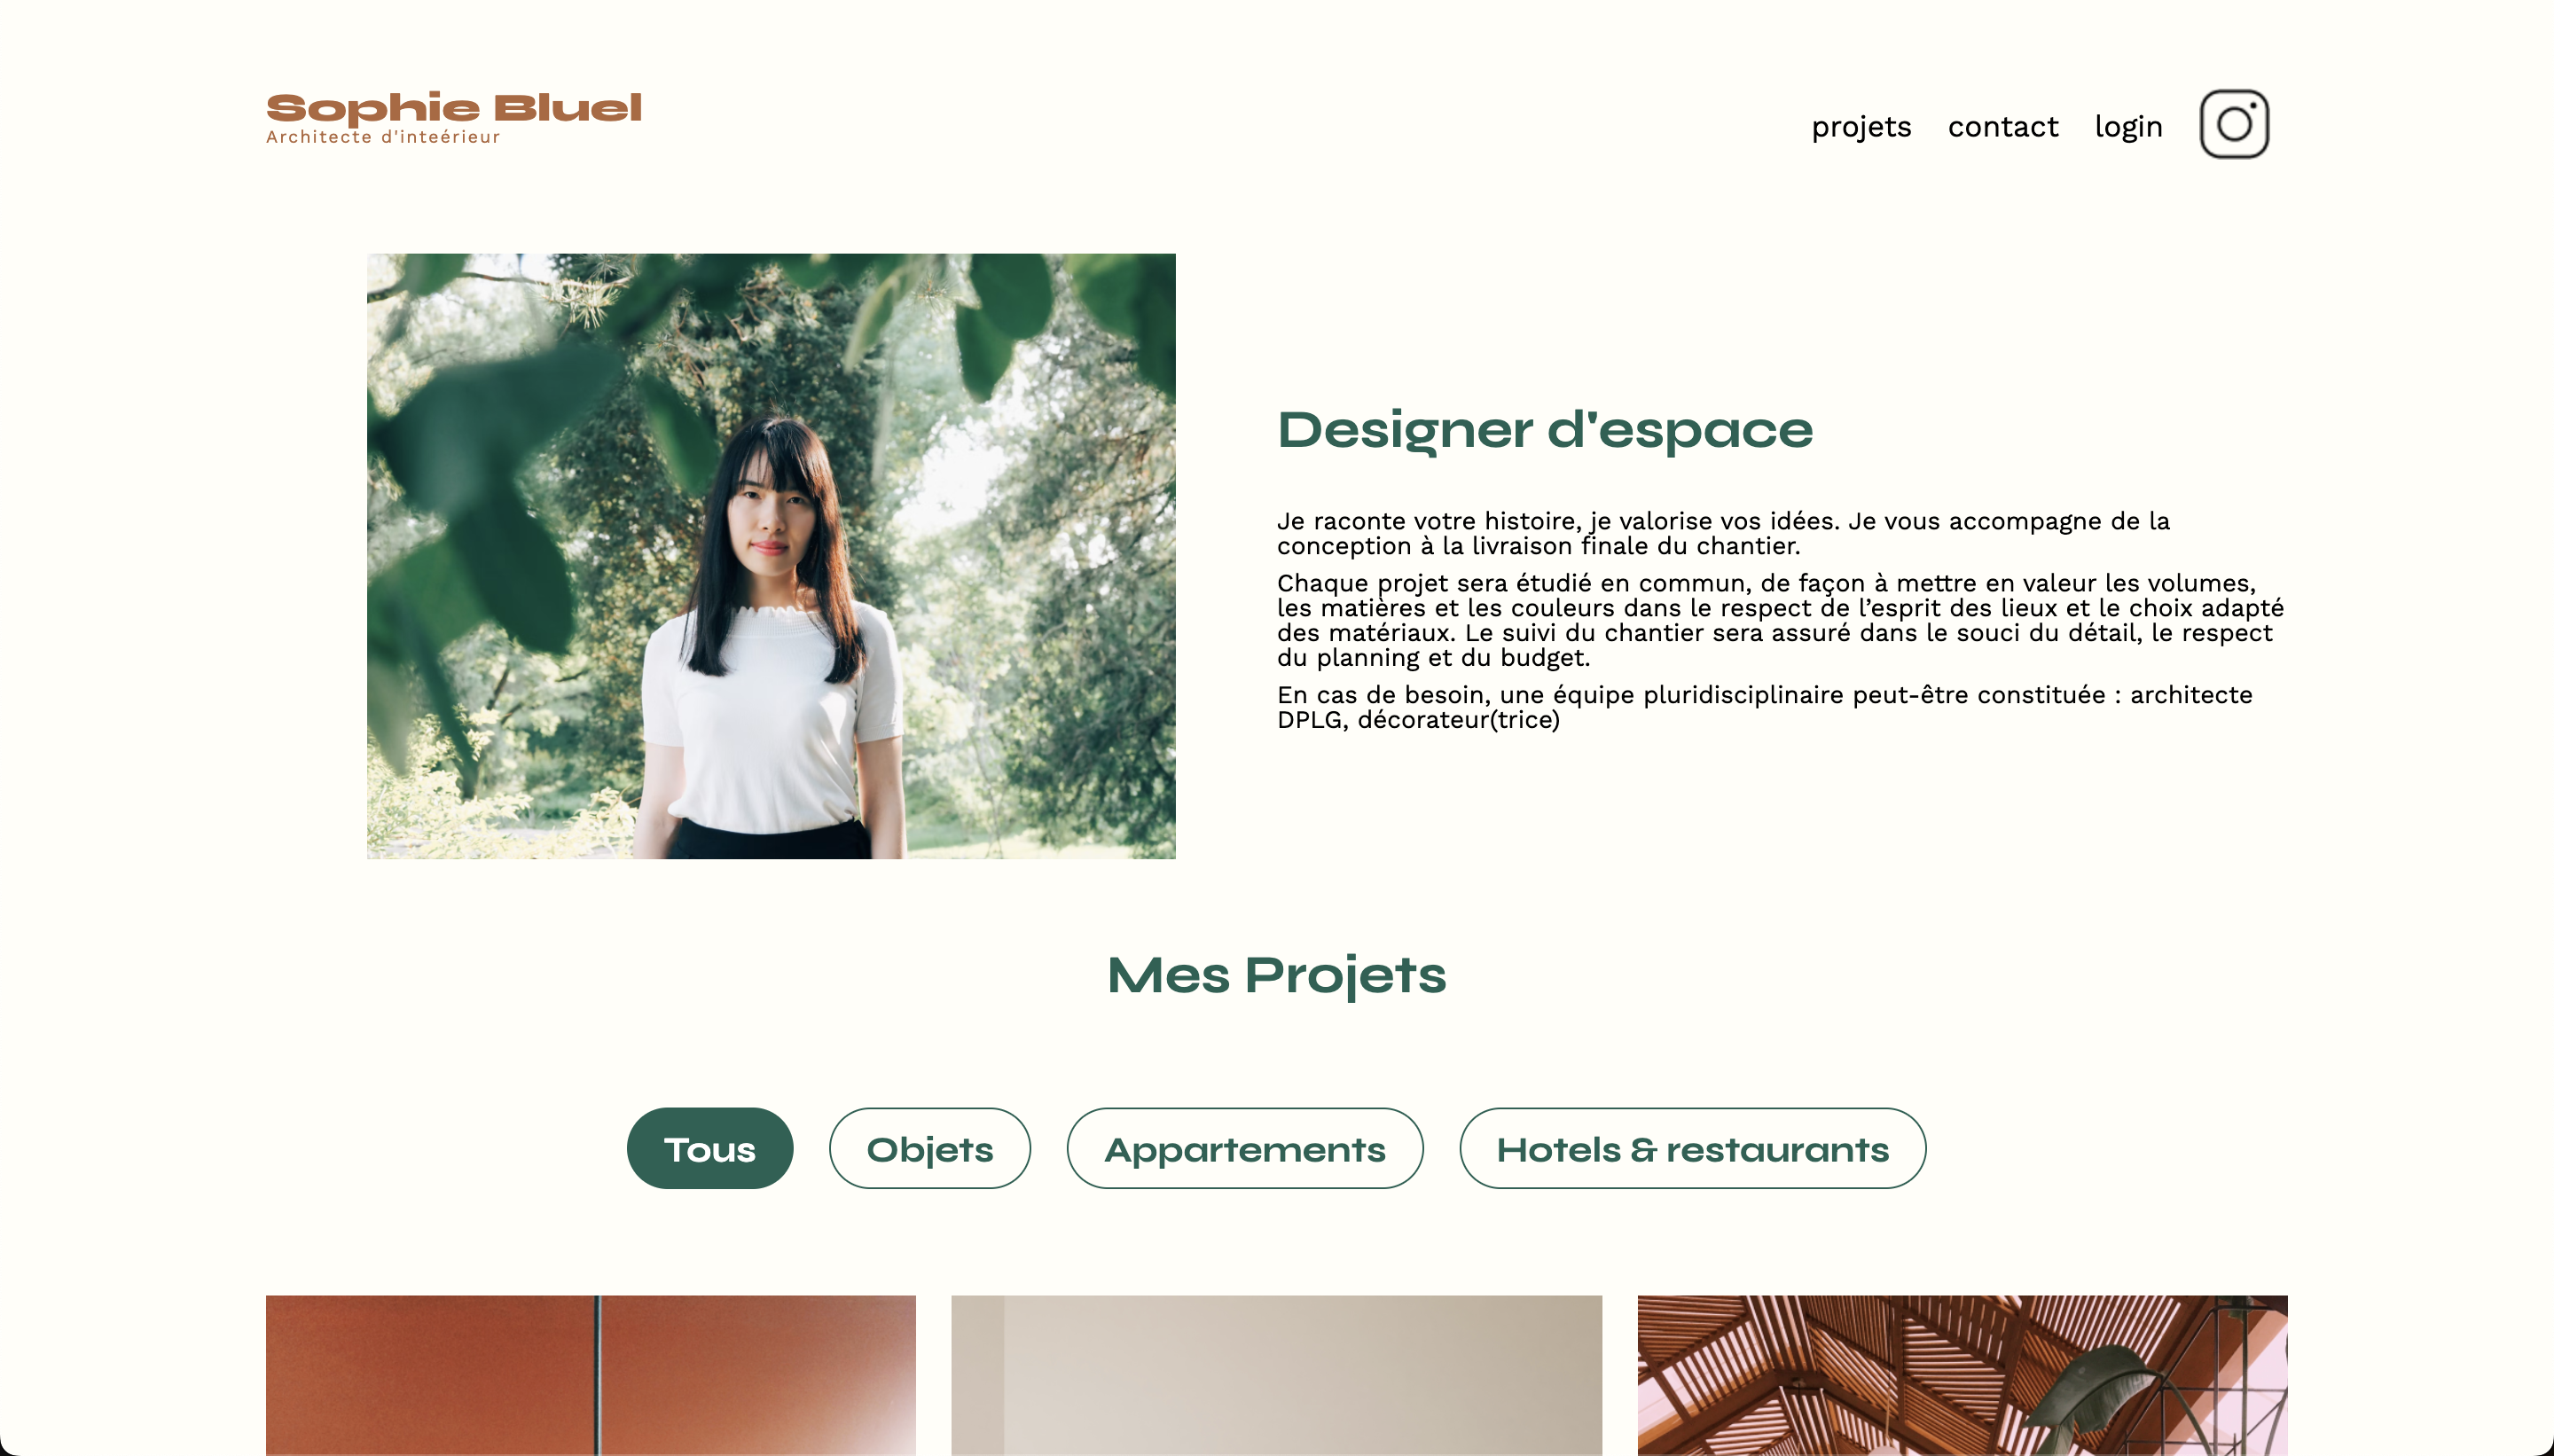 Sophie Bluel
Architecte d'inteérieur
projets contact login
Designer d'espace
Je raconte votre histoire, je valorise vos idées. Je vous accompagne de la
conception à la livraison finale du chantier.
Chaque projet sera étudié en commun, de façon à mettre en valeur les volumes,
les matières et les couleurs dans le respect de l’esprit des lieux et le choix adapté
des matériaux. Le suivi du chantier sera assuré dans le souci du détail, le respect
du planning et du budget.
En cas de besoin, une équipe pluridisciplinaire peut-être constituée : architecte
DPLG, décorateur(trice)
Mes Projets
Tous Objets Appartements Hotels & restaurants